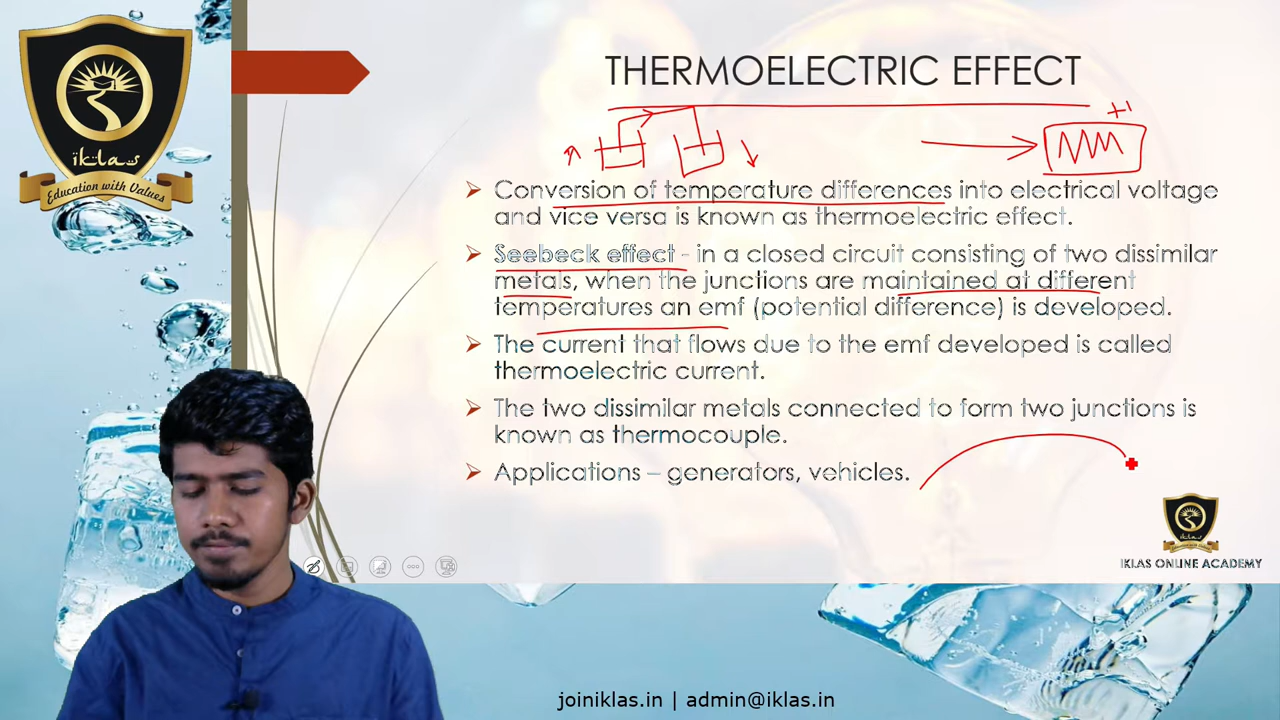 iklas
Education with Values
THERMOELECTRIC EFFECT
Conversion of temperature differences into electrical voltage
and vice versa is known as thermoelectric effect.
Seebeck effect - in a closed circuit consisting of two dissimilar
metals, when the junctions are maintained at different
temperatures an emf (potential difference) is developed.
The current that flows due to the emf developed is called
thermoelectric current.
The two dissimilar metals connected to form two junctions is
known as thermocouple.
Applications – generators, vehicles.
IKLAS ONLINE ACADEMY
joiniklas.in | admin@iklas.in